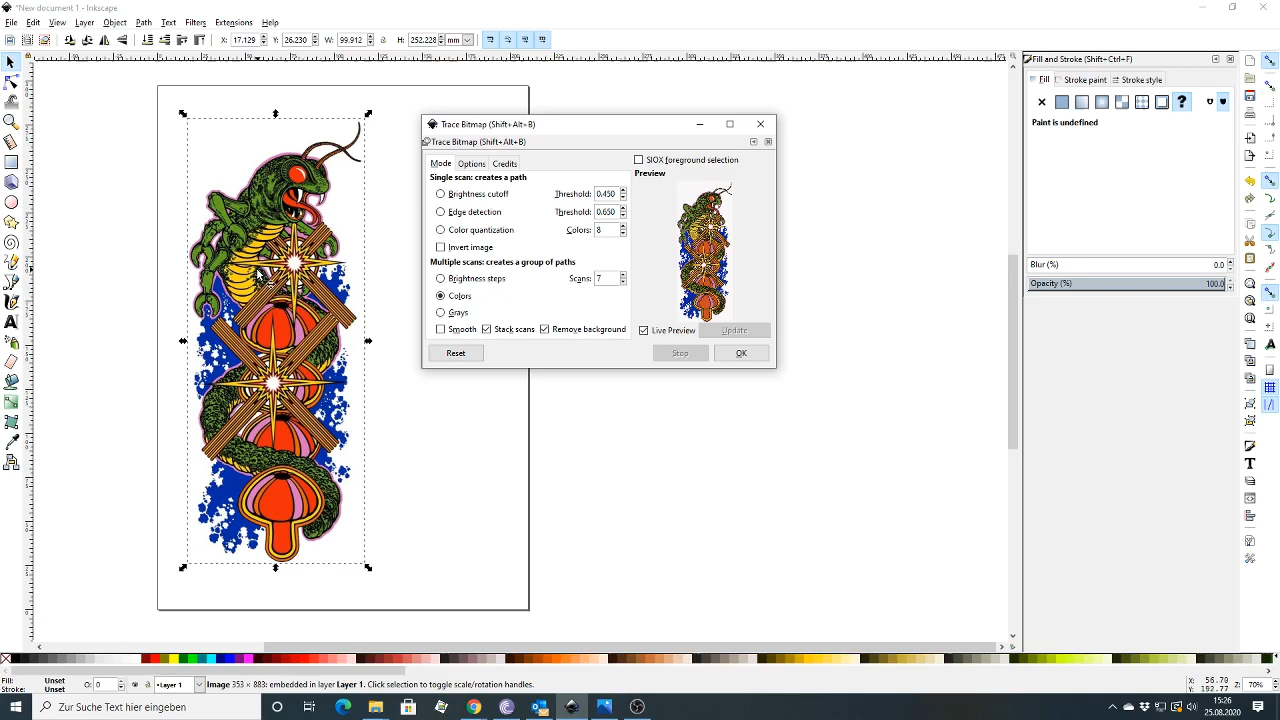 *New document 1 - Inkscape
File Edit View Layer Object Path Text Filters Extensions Help
X: 17.129 Y: 26.230 W: 99.912 H: 252.228 mm
Fill and Stroke (Shift+Ctrl+F)
Fill Stroke paint Stroke style
Paint is undefined
Blur (%) 0.0
Opacity (%) 100.0
Trace Bitmap (Shift+Alt+B)
Trace Bitmap (Shift+Alt+B)
Mode Options Credits
SIOX foreground selection
Single scan: creates a path
Preview
Brightness cutoff Threshold: 0.450
Edge detection Threshold: 0.650
Color quantization Colors: 8
Invert image
Multiple scans: creates a group of paths
Brightness steps Scans: 7
Colors
Grays
Smooth Stack scans Remove background
Live Preview Update
Reset Stop OK
Fill: Unset
Stroke: Unset
O: 0
•Layer 1
Image 353 × 883: embedded in layer Layer 1. Click selection to toggle scale/rotation handles.
X: 56.70
Y: 192.77
Z: 70%
Zur Suche Text hier eingeben
15:26
25.08.2020